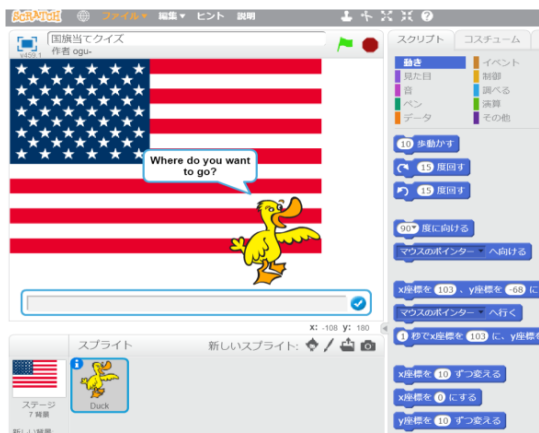 SCRATCH ファイル▼ 編集▼ ヒント 説明
国旗当てクイズ
作者 ogu-
v459.1
Where do you want
to go?
x: -108 y: 180
スプライト 新しいスプライト:
ステージ
7 背景
新しい背景:
Duck
スクリプト コスチューム
動き イベント
見た目 制御
音 調べる
ペン 演算
データ その他
10 歩動かす
15 度回す
15 度回す
90▼ 度に向ける
マウスのポインター▼ へ向ける
x座標を 103 、y座標を -68 に
マウスのポインター▼ へ行く
1 秒でx座標を 103 に、y座標を
x座標を 10 ずつ変える
x座標を 0 にする
y座標を 10 ずつ変える